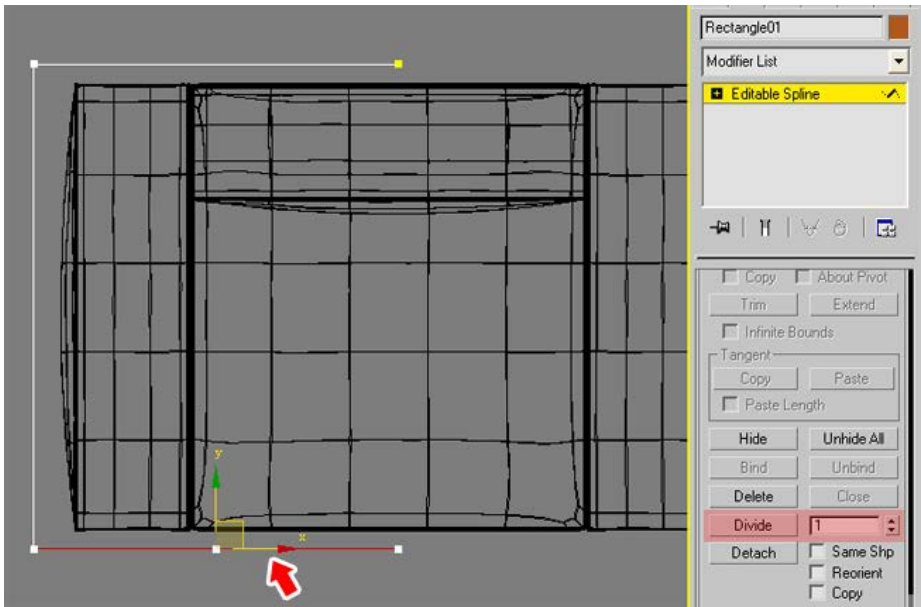 Rectangle01
Modifier List
Editable Spline
Copy About Pivot
Trim Extend
Infinite Bounds
Tangent
Copy Paste
Paste Length
Hide Unhide All
Bind Unbind
Delete Close
Divide 1
Detach Same Shp
Reorient
Copy
y
x